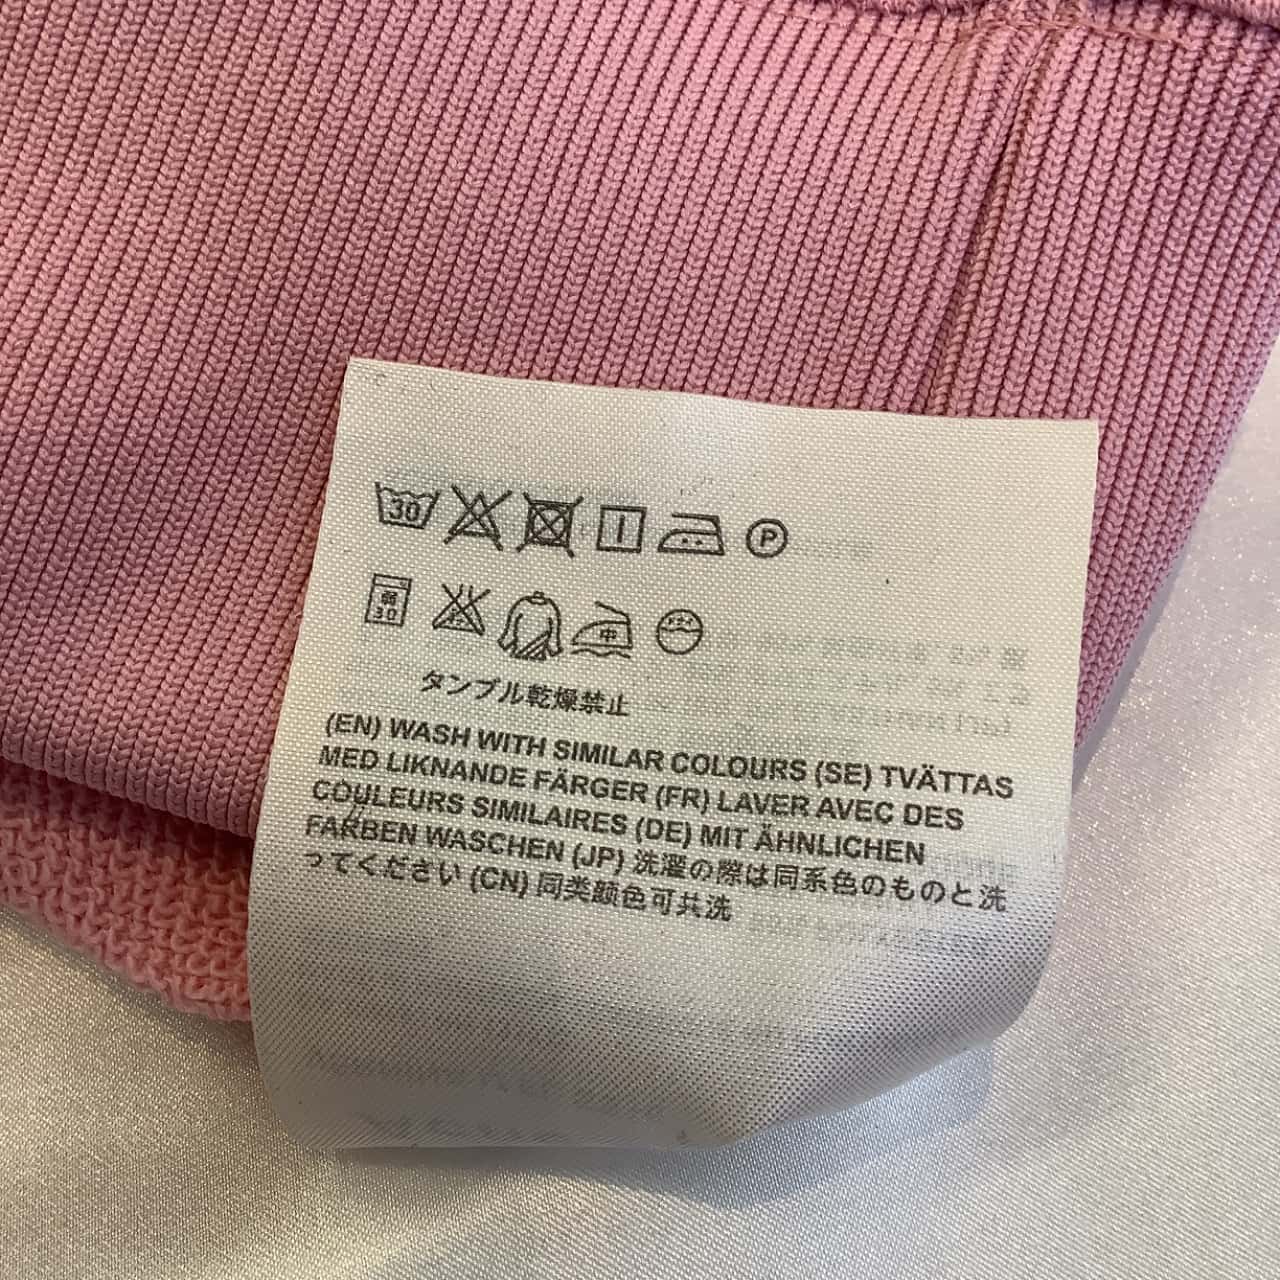 30 P
弱 30 中
タンブル乾燥禁止
(EN) WASH WITH SIMILAR COLOURS (SE) TVÄTTAS
MED LIKNANDE FÄRGER (FR) LAVER AVEC DES
COULEURS SIMILAIRES (DE) MIT ÄHNLICHEN
FARBEN WASCHEN (JP) 洗濯の際は同系色のものと洗
ってください (CN) 同类颜色可共洗